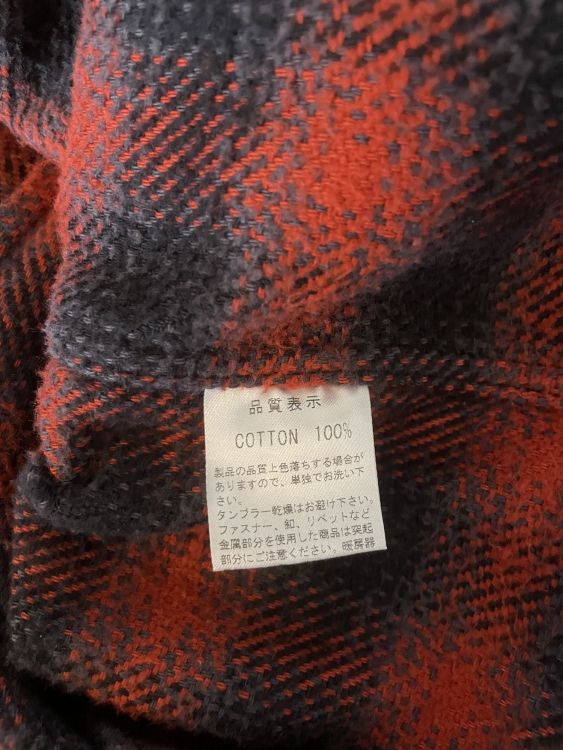 品質表示
COTTON 100%
製品の品質上色落ちする場合が
ありますので、単独でお洗い下
さい。
タンブラー乾燥はお避け下さい。
ファスナー、釦、リベットなど
金属部分を使用した商品は突起
部分にご注意ください。暖房器